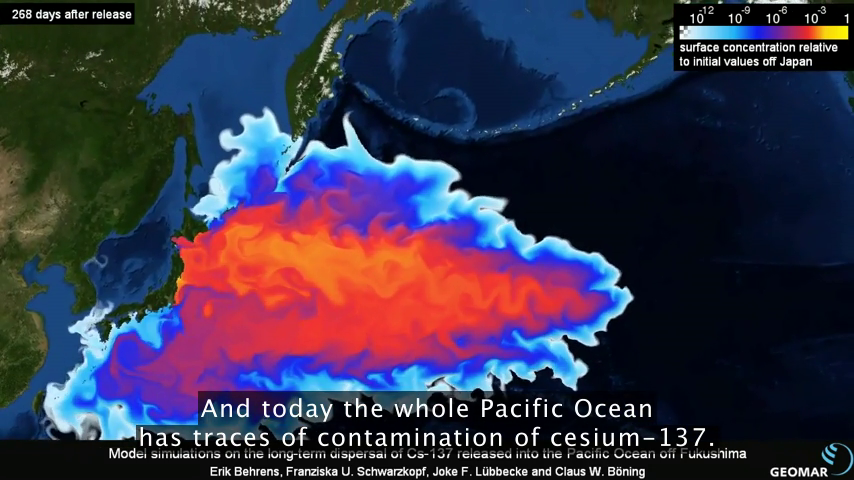 268 days after release
10-12 10-9 10-6 10-3 1
surface concentration relative
to initial values off Japan
And today the whole Pacific Ocean
has traces of contamination of cesium-137.
Model simulations on the long-term dispersal of Cs-137 released into the Pacific Ocean off Fukushima
Erik Behrens, Franziska U. Schwarzkopf, Joke F. Lübbecke and Claus W. Böning
GEOMAR